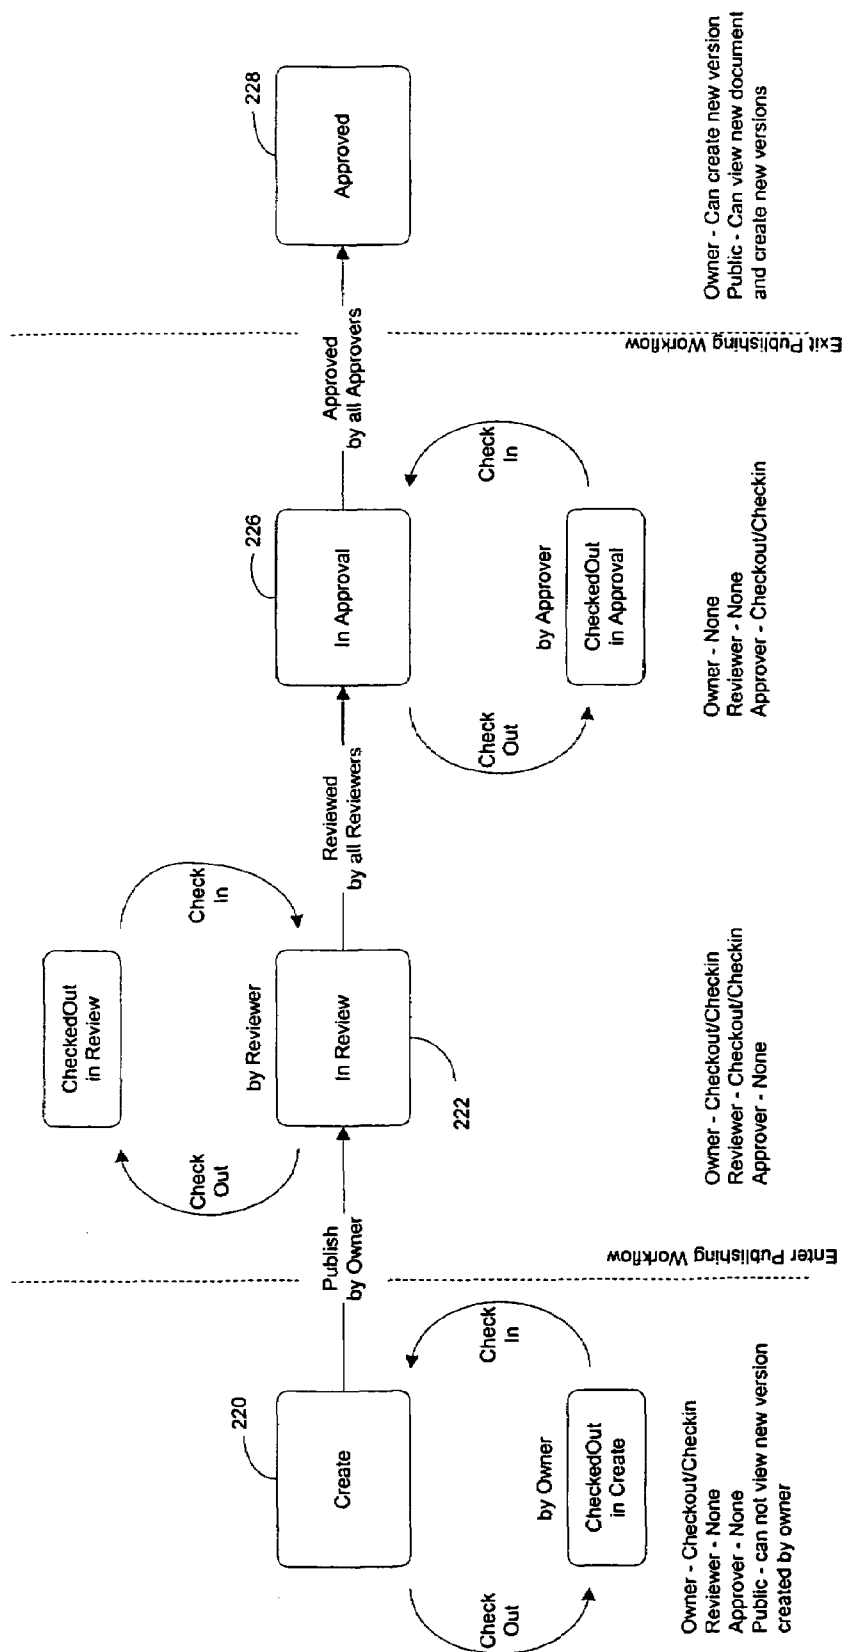 220
Create
Check
Out
Check
In
by Owner
CheckedOut
in Create
Owner - Checkout/Checkin
Reviewer - None
Approver - None
Public - can not view new version
created by owner
Publish
by Owner
Enter Publishing Workflow
CheckedOut
in Review
Check
Out
Check
In
by Reviewer
In Review
222
Owner - Checkout/Checkin
Reviewer - Checkout/Checkin
Approver - None
Reviewed
by all Reviewers
226
In Approval
Check
Out
Check
In
by Approver
CheckedOut
in Approval
Owner - None
Reviewer - None
Approver - Checkout/Checkin
Approved
by all Approvers
Exit Publishing Workflow
228
Approved
Owner - Can create new version
Public - Can view new document
and create new versions